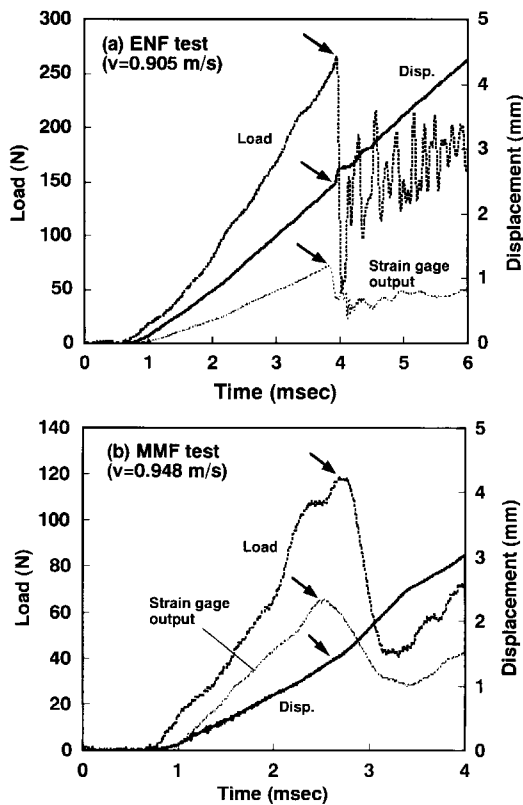 (a) ENF test
(v=0.905 m/s)
Load
Disp.
Strain gage
output
Load (N)
300
250
200
150
100
50
0
Displacement (mm)
5
4
3
2
1
0
0 1 2 3 4 5 6
Time (msec)
(b) MMF test
(v=0.948 m/s)
Load
Strain gage
output
Disp.
Load (N)
140
120
100
80
60
40
20
0
Displacement (mm)
5
4
3
2
1
0
0 1 2 3 4
Time (msec)